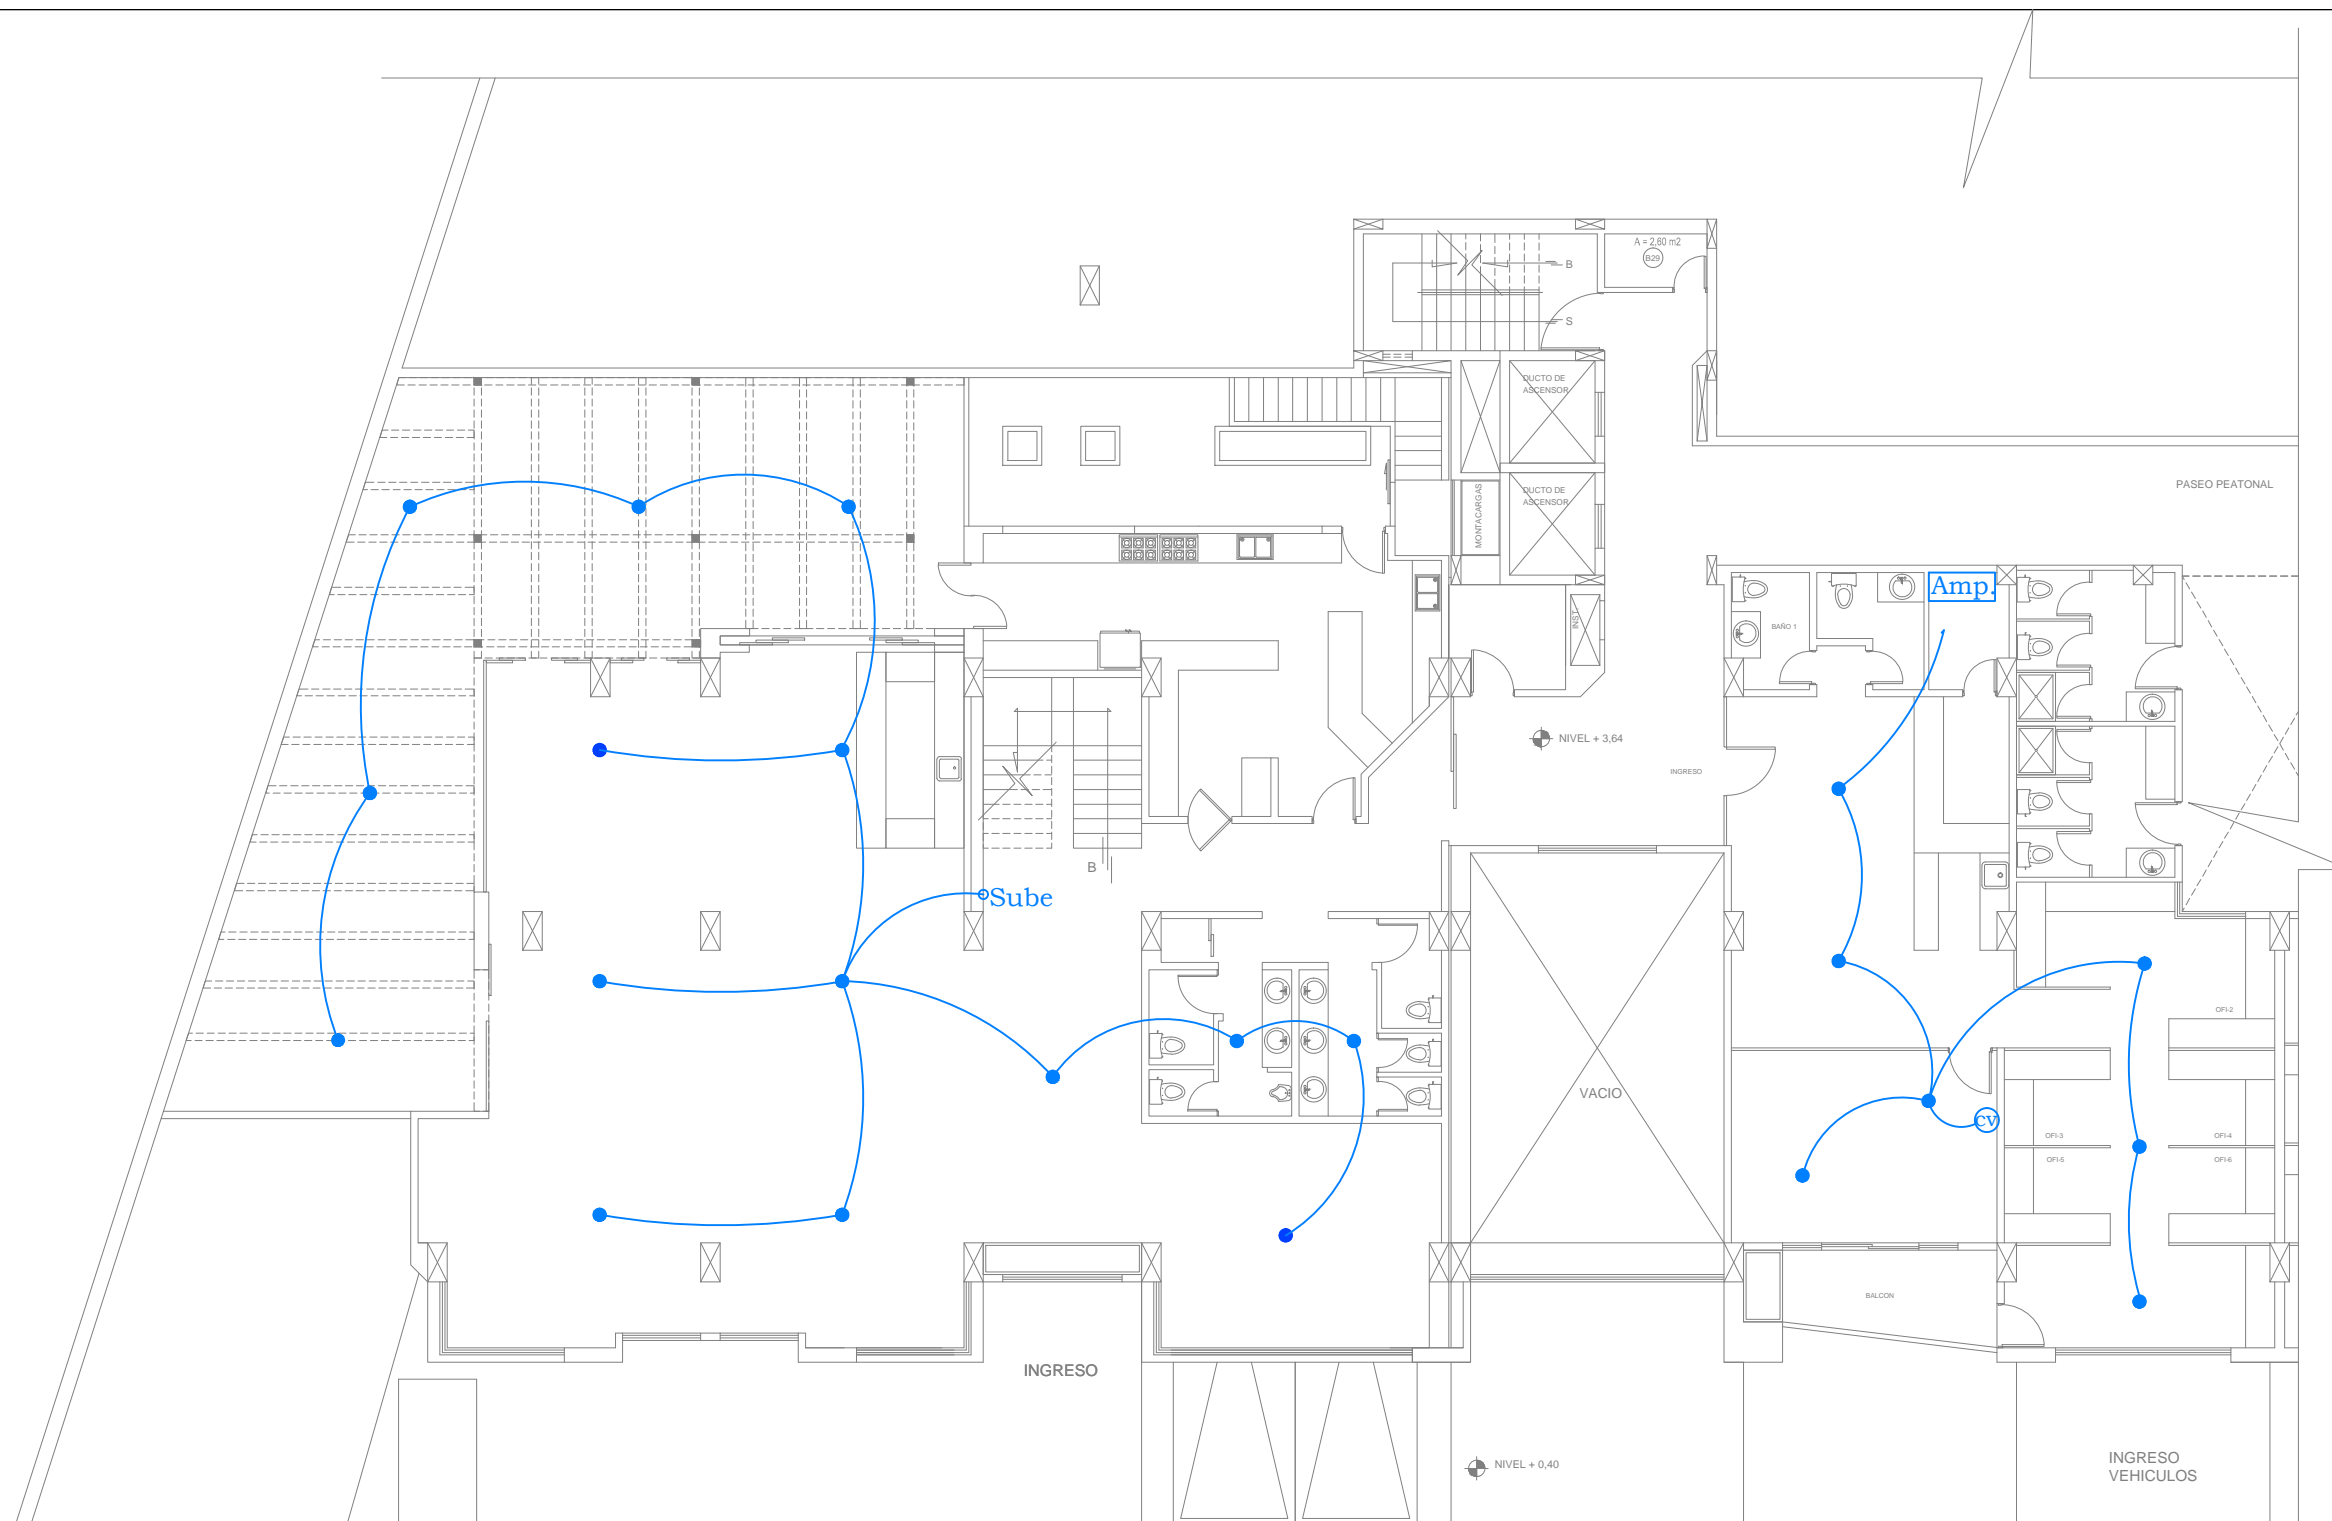 A = 2,60 m2
B29
B
S
DUCTO DE
ASCENSOR
DUCTO DE
ASCENSOR
MONTACARGAS
PASEO PEATONAL
Amp.
INST
BAÑO 1
NIVEL + 3,64
INGRESO
B
Sube
OFI-2
VACIO
cv
OFI-3
OFI-4
OFI-5
OFI-6
BALCON
INGRESO
NIVEL + 0,40
INGRESO
VEHICULOS